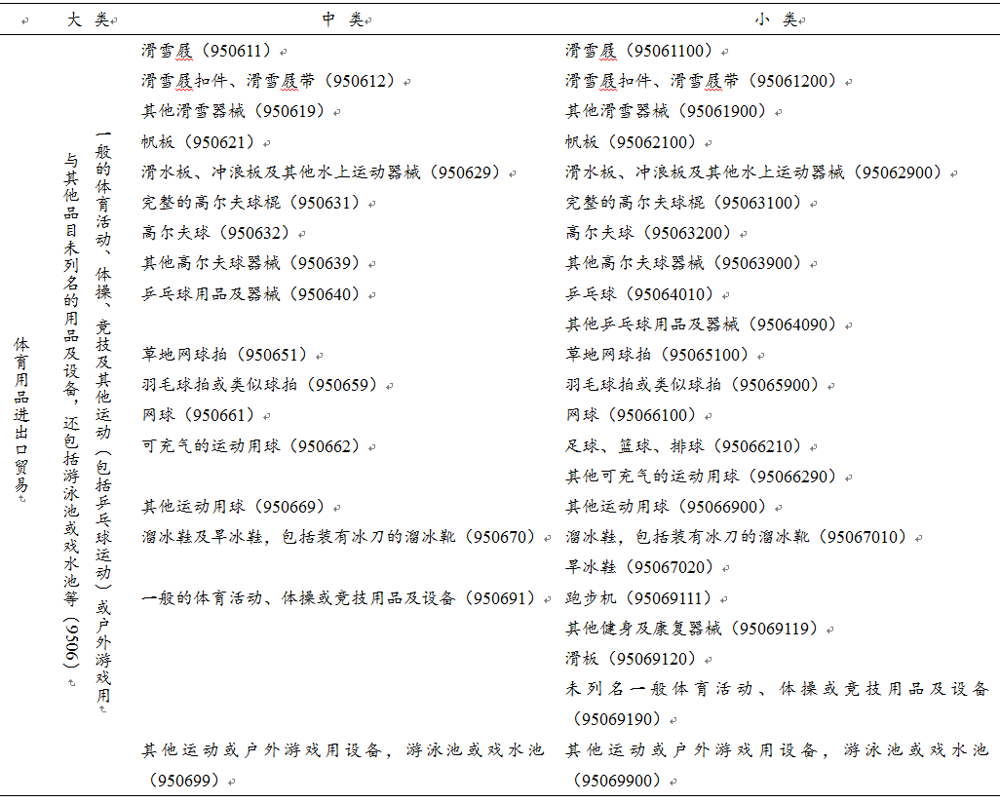 大 类 中 类 小 类
体育用品进出口贸易
一般的体育活动、体操、竞技及其他运动（包括乒乓球运动）或户外游戏用
与其他品目未列名的用品及设备，还包括游泳池或戏水池等（9506）
滑雪屐（950611） 滑雪屐（95061100）
滑雪屐扣件、滑雪屐带（950612） 滑雪屐扣件、滑雪屐带（95061200）
其他滑雪器械（950619） 其他滑雪器械（95061900）
帆板（950621） 帆板（95062100）
滑水板、冲浪板及其他水上运动器械（950629） 滑水板、冲浪板及其他水上运动器械（95062900）
完整的高尔夫球棍（950631） 完整的高尔夫球棍（95063100）
高尔夫球（950632） 高尔夫球（95063200）
其他高尔夫球器械（950639） 其他高尔夫球器械（95063900）
乒乓球用品及器械（950640） 乒乓球（95064010）
其他乒乓球用品及器械（95064090）
草地网球拍（950651） 草地网球拍（95065100）
羽毛球拍或类似球拍（950659） 羽毛球拍或类似球拍（95065900）
网球（950661） 网球（95066100）
可充气的运动用球（950662） 足球、篮球、排球（95066210）
其他可充气的运动用球（95066290）
其他运动用球（950669） 其他运动用球（95066900）
溜冰鞋及旱冰鞋，包括装有冰刀的溜冰靴（950670） 溜冰鞋，包括装有冰刀的溜冰靴（95067010）
旱冰鞋（95067020）
一般的体育活动、体操或竞技用品及设备（950691） 跑步机（95069111）
其他健身及康复器械（95069119）
滑板（95069120）
未列名一般体育活动、体操或竞技用品及设备
（95069190）
其他运动或户外游戏用设备，游泳池或戏水池 其他运动或户外游戏用设备，游泳池或戏水池
（950699） （95069900）